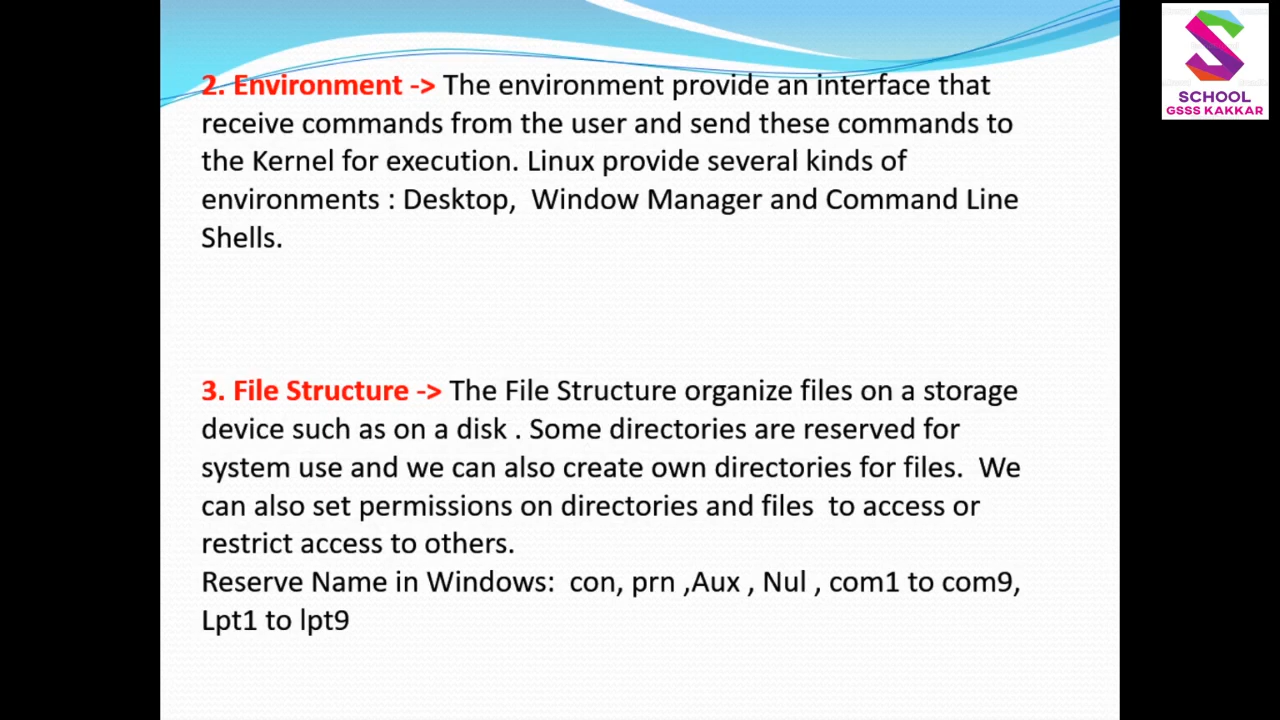 2. Environment -> The environment provide an interface that
receive commands from the user and send these commands to
the Kernel for execution. Linux provide several kinds of
environments : Desktop,  Window Manager and Command Line
Shells.
3. File Structure -> The File Structure organize files on a storage
device such as on a disk . Some directories are reserved for
system use and we can also create own directories for files.  We
can also set permissions on directories and files  to access or
restrict access to others.
Reserve Name in Windows:  con, prn ,Aux , Nul , com1 to com9,
Lpt1 to lpt9
SCHOOL
GSSS KAKKAR